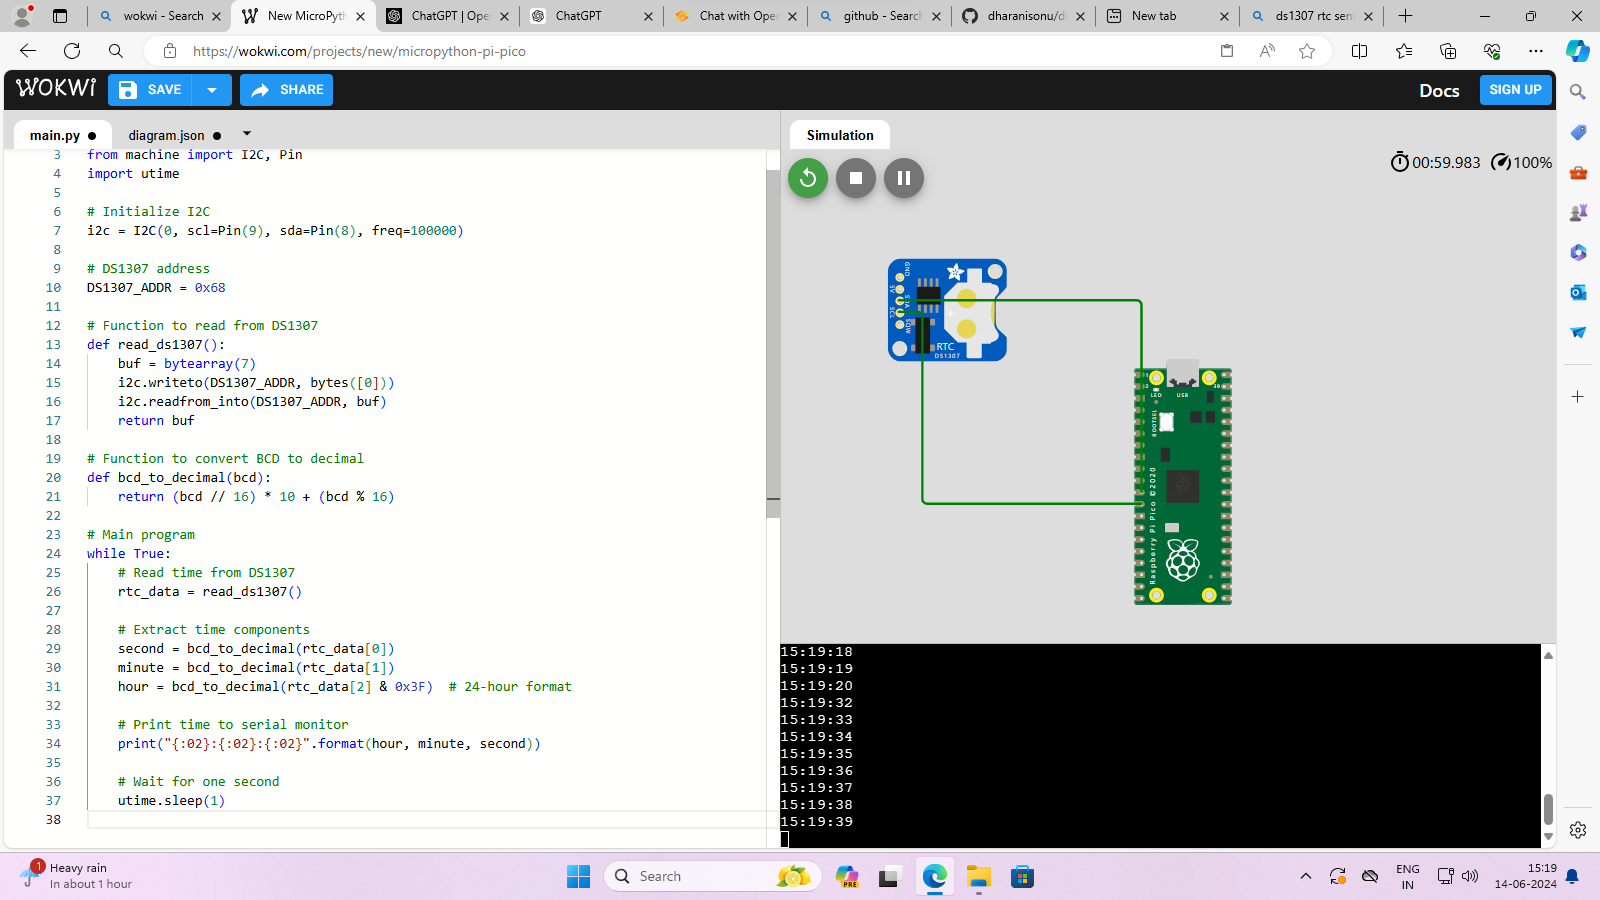 wokwi - Search
New MicroPyth
ChatGPT | Ope
ChatGPT
Chat with Oper
github - Search
dharanisonu/d
New tab
ds1307 rtc sens
https://wokwi.com/projects/new/micropython-pi-pico
WOKWI
SAVE
SHARE
Docs
SIGN UP
main.py
diagram.json
Simulation
00:59.983
100%
3 from machine import I2C, Pin
4 import utime
5
6 # Initialize I2C
7 i2c = I2C(0, scl=Pin(9), sda=Pin(8), freq=100000)
8
9 # DS1307 address
10 DS1307_ADDR = 0x68
11
12 # Function to read from DS1307
13 def read_ds1307():
14 buf = bytearray(7)
15 i2c.writeto(DS1307_ADDR, bytes([0]))
16 i2c.readfrom_into(DS1307_ADDR, buf)
17 return buf
18
19 # Function to convert BCD to decimal
20 def bcd_to_decimal(bcd):
21 return (bcd // 16) * 10 + (bcd % 16)
22
23 # Main program
24 while True:
25 # Read time from DS1307
26 rtc_data = read_ds1307()
27
28 # Extract time components
29 second = bcd_to_decimal(rtc_data[0])
30 minute = bcd_to_decimal(rtc_data[1])
31 hour = bcd_to_decimal(rtc_data[2] & 0x3F)  # 24-hour format
32
33 # Print time to serial monitor
34 print("{:02}:{:02}:{:02}".format(hour, minute, second))
35
36 # Wait for one second
37 utime.sleep(1)
38
GND
5V
SDA
SCL
SQW
RTC
DS1307
LED
USB
BOOTSEL
Raspberry Pi Pico ©2020
15:19:18
15:19:19
15:19:20
15:19:32
15:19:33
15:19:34
15:19:35
15:19:36
15:19:37
15:19:38
15:19:39
1
Heavy rain
In about 1 hour
Search
PRE
ENG
IN
15:19
14-06-2024